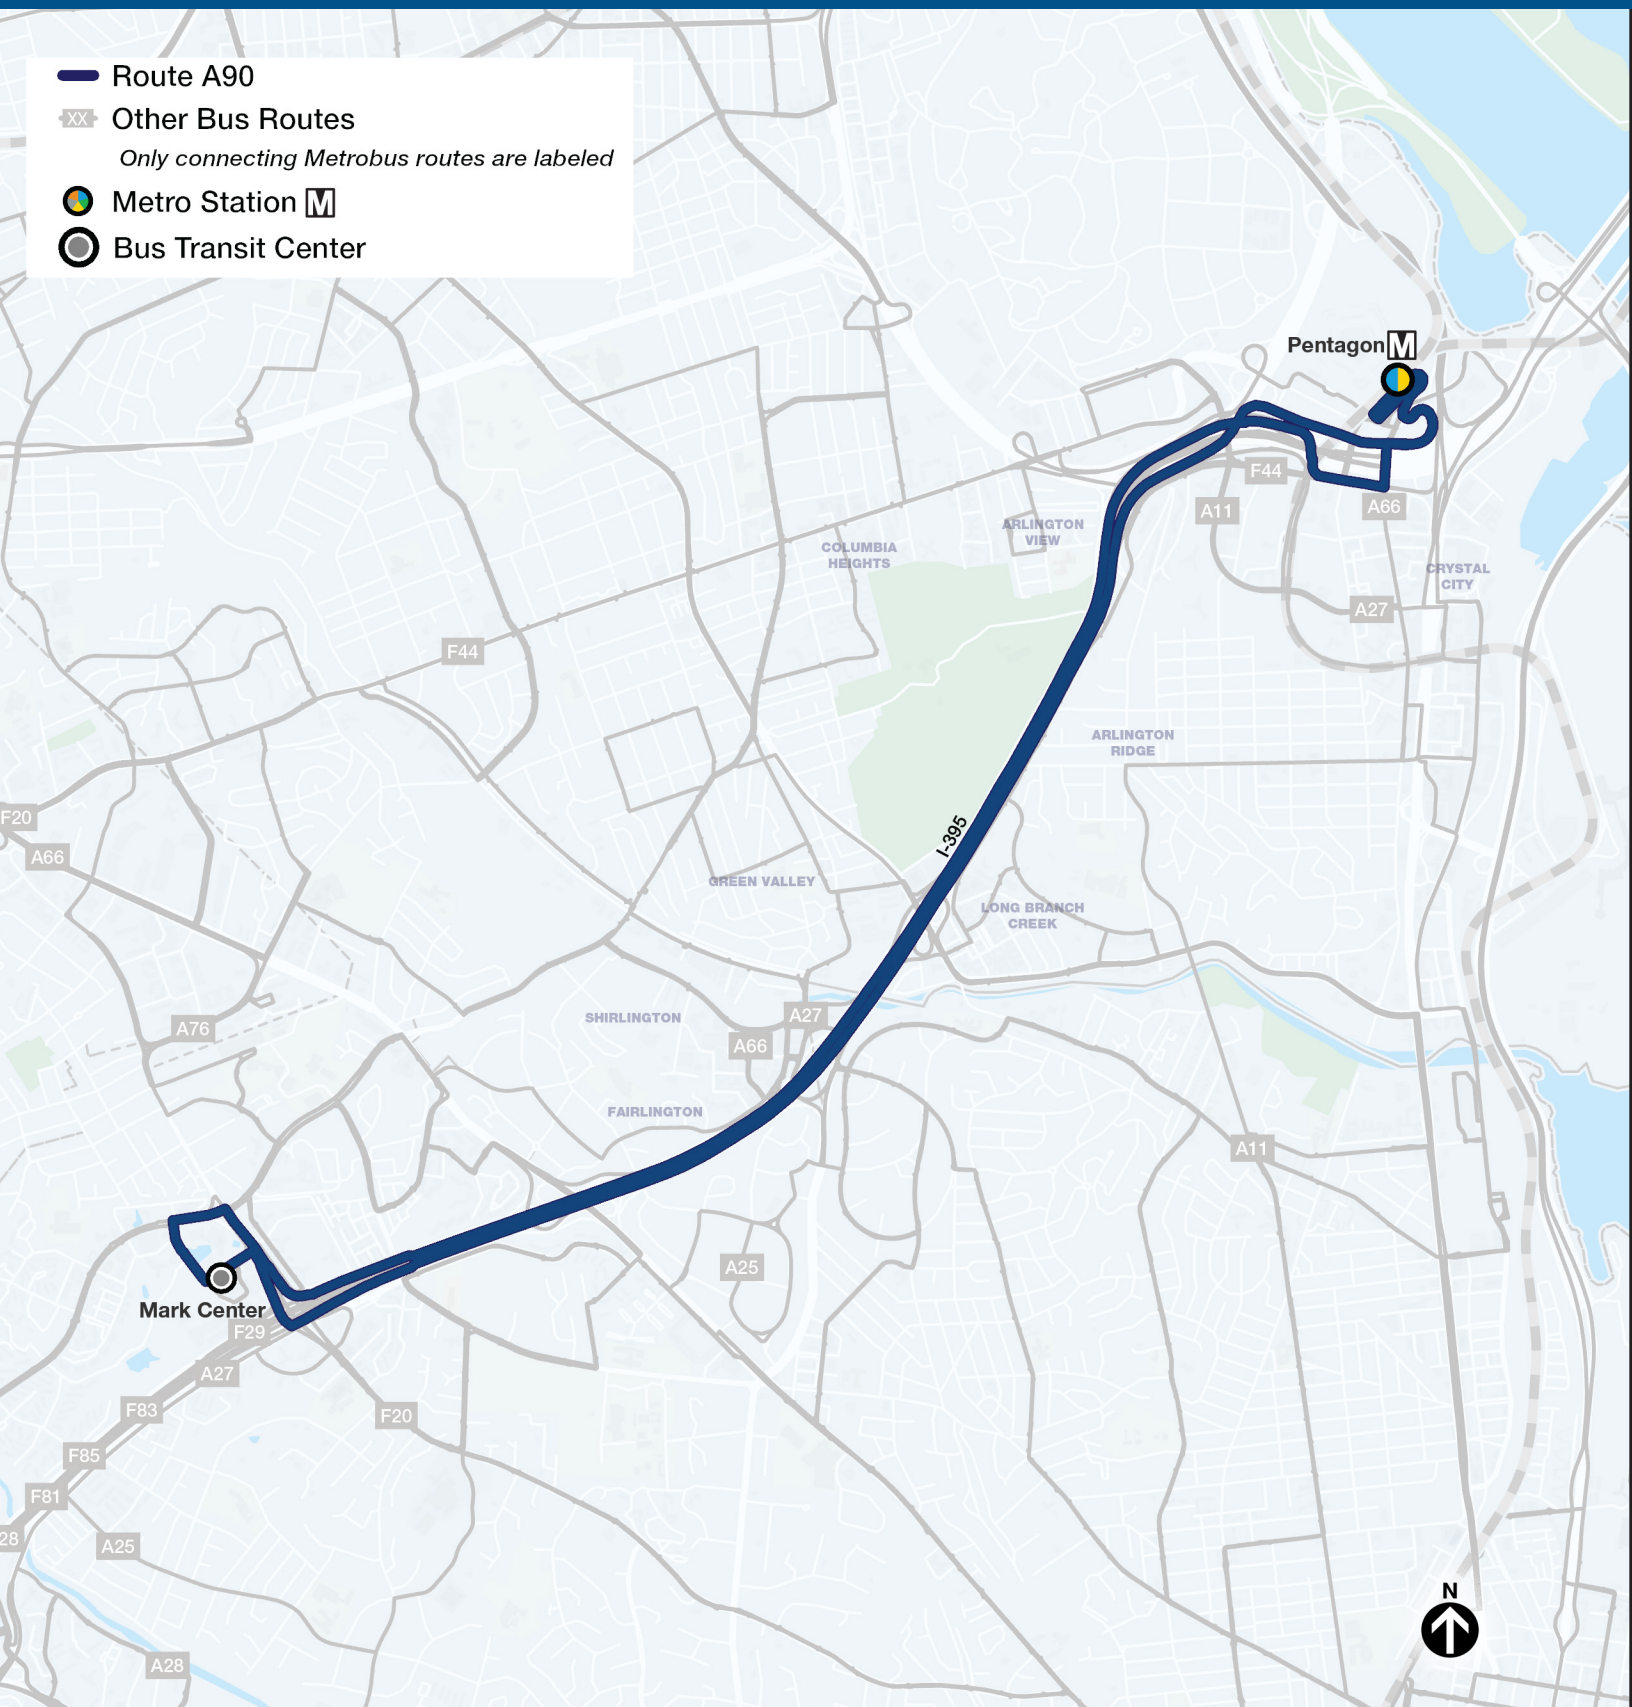 Route A90
XX Other Bus Routes
Only connecting Metrobus routes are labeled
Metro Station M
Bus Transit Center
Pentagon M
F44
A11
A66
ARLINGTON
VIEW
COLUMBIA
HEIGHTS
CRYSTAL
CITY
A27
F44
ARLINGTON
RIDGE
F20
A66
I-395
GREEN VALLEY
LONG BRANCH
CREEK
A76
SHIRLINGTON
A27
A66
FAIRLINGTON
A11
A25
Mark Center
F29
A27
F83
F20
F85
F81
28
A25
N
A28